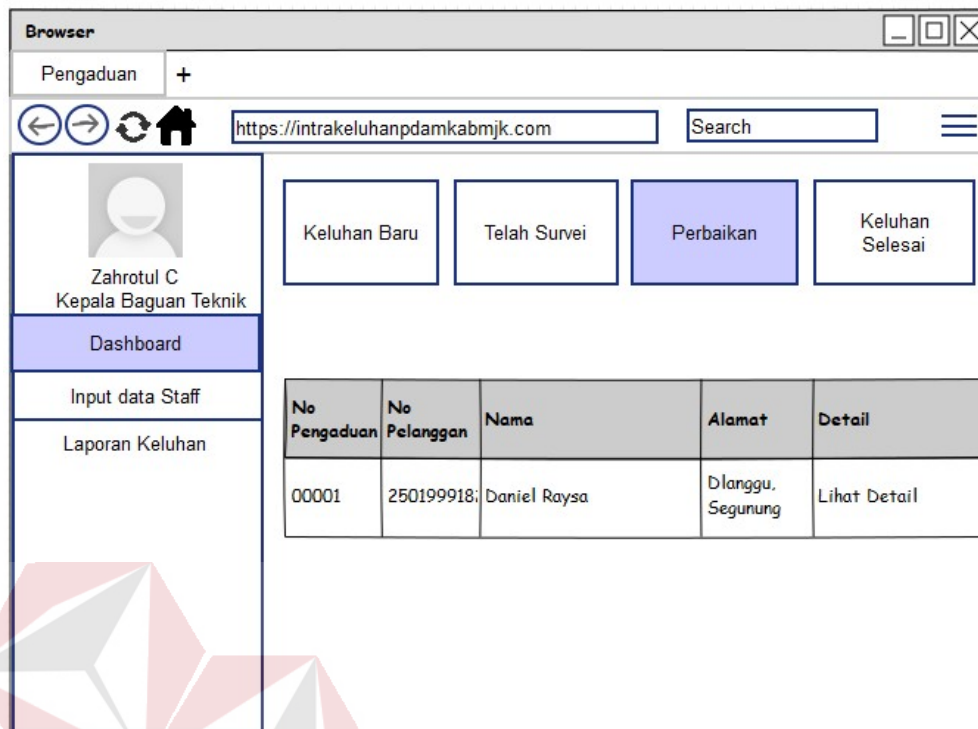 Browser
Pengaduan +
https://intrakeluhanpdamkabmjk.com
Search
Zahrotul C
Kepala Baguan Teknik
Dashboard
Input data Staff
Laporan Keluhan
Keluhan Baru
Telah Survei
Perbaikan
Keluhan
Selesai
No
Pengaduan
No
Pelanggan
Nama
Alamat
Detail
00001
250199918
Daniel Raysa
Dlanggu,
Segunung
Lihat Detail